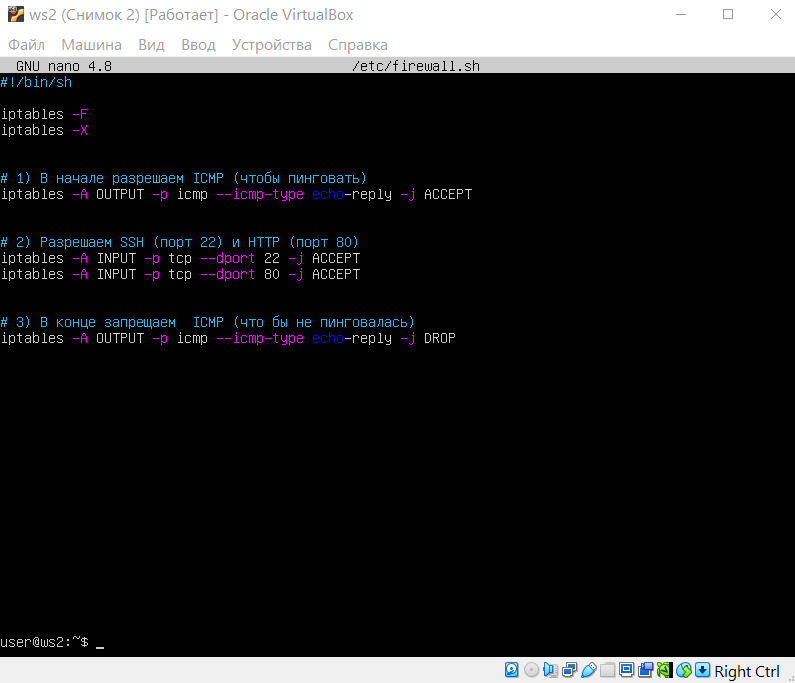 ws2 (Снимок 2) [Работает] - Oracle VirtualBox
Файл Машина Вид Ввод Устройства Справка
GNU nano 4.8 /etc/firewall.sh
#!/bin/sh
iptables -F
iptables -X
# 1) В начале разрешаем ICMP (чтобы пинговать)
iptables -A OUTPUT -p icmp --icmp-type echo-reply -j ACCEPT
# 2) Разрешаем SSH (порт 22) и HTTP (порт 80)
iptables -A INPUT -p tcp --dport 22 -j ACCEPT
iptables -A INPUT -p tcp --dport 80 -j ACCEPT
# 3) В конце запрещаем  ICMP (что бы не пинговалась)
iptables -A OUTPUT -p icmp --icmp-type echo-reply -j DROP
user@ws2:~$ _
Right Ctrl